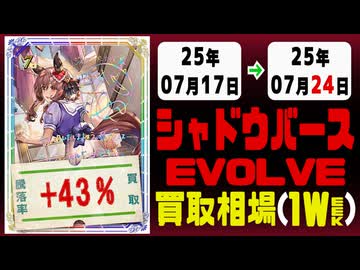 25年
07月17日
25年
07月24日
シャドウバース
EVOLVE
買取相場(1WEEK)
買取
騰落率
+43%